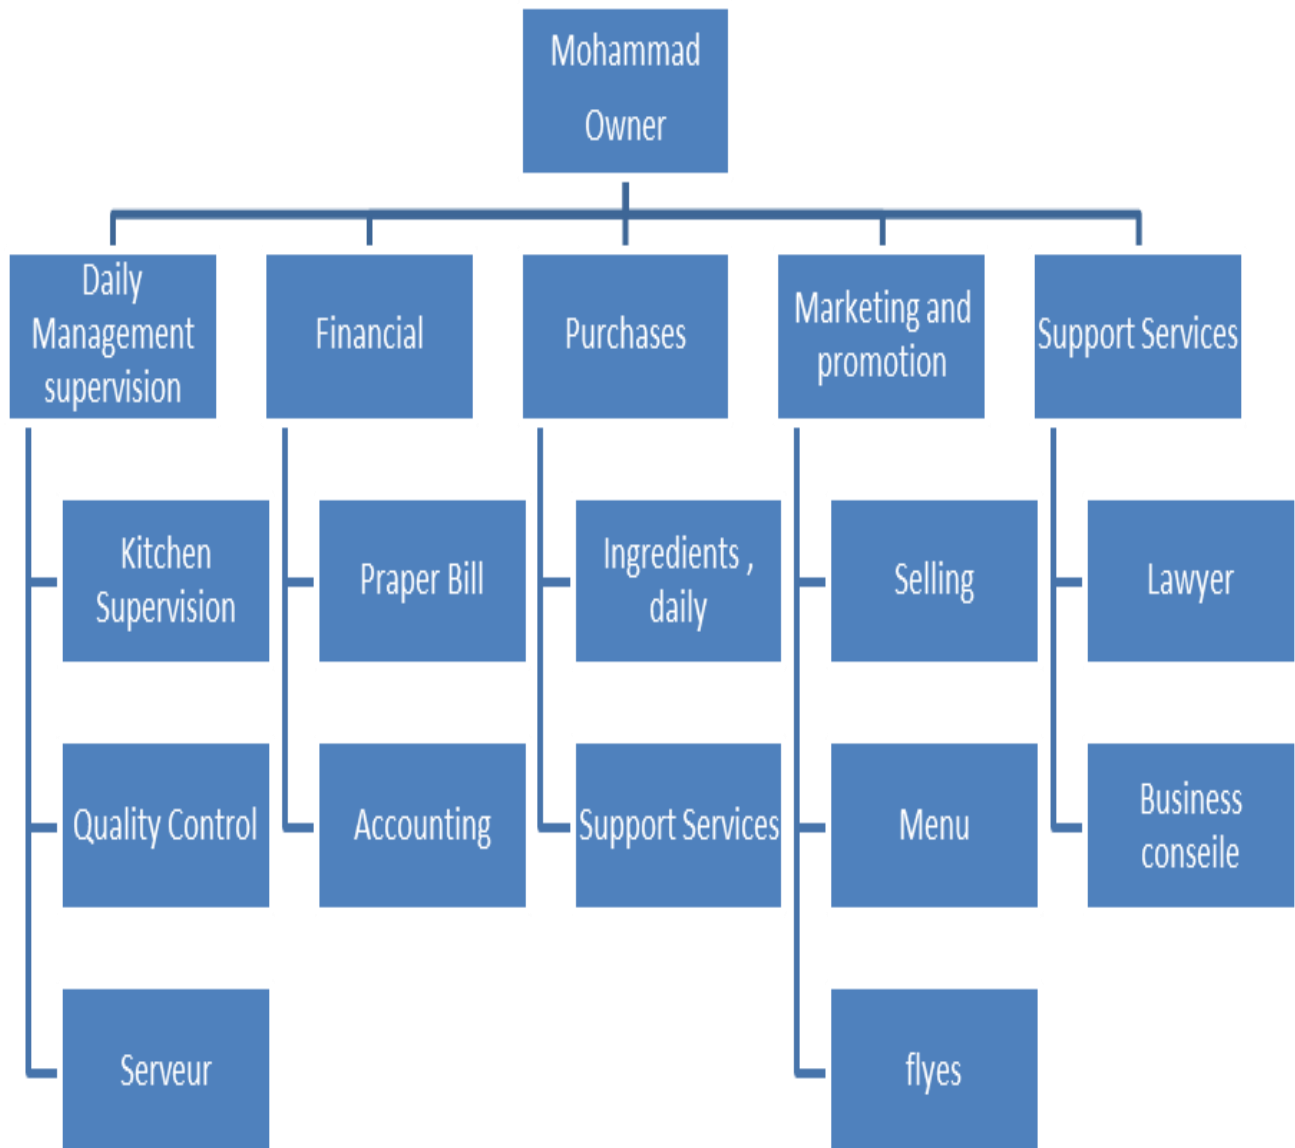 Mohammad
Owner
Daily
Management
supervision
Financial
Purchases
Marketing and
promotion
Support Services
Kitchen
Supervision
Praper Bill
Ingredients ,
daily
Selling
Lawyer
Quality Control
Accounting
Support Services
Menu
Business
conseile
Serveur
flyes